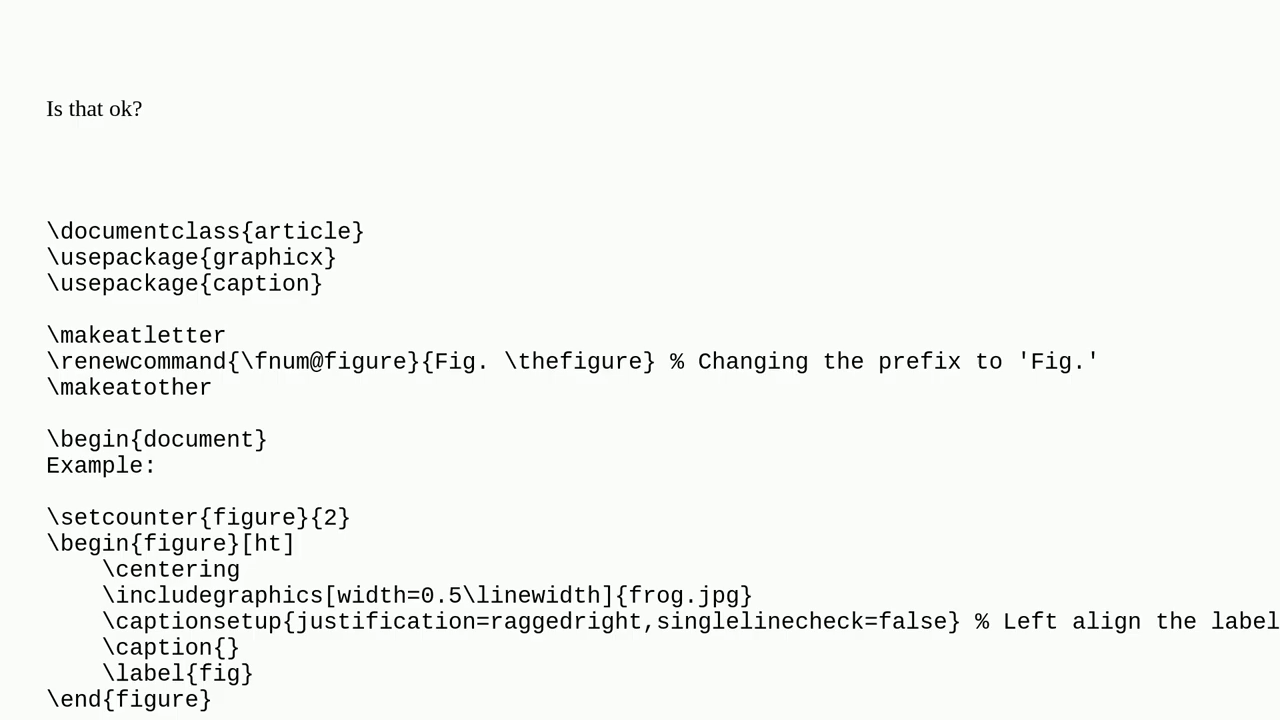 Is that ok?
\documentclass{article}
\usepackage{graphicx}
\usepackage{caption}
\makeatletter
\renewcommand{\fnum@figure}{Fig. \thefigure} % Changing the prefix to 'Fig.'
\makeatother
\begin{document}
Example:
\setcounter{figure}{2}
\begin{figure}[ht]
    \centering
    \includegraphics[width=0.5\linewidth]{frog.jpg}
    \captionsetup{justification=raggedright,singlelinecheck=false} % Left align the label
    \caption{}
    \label{fig}
\end{figure}